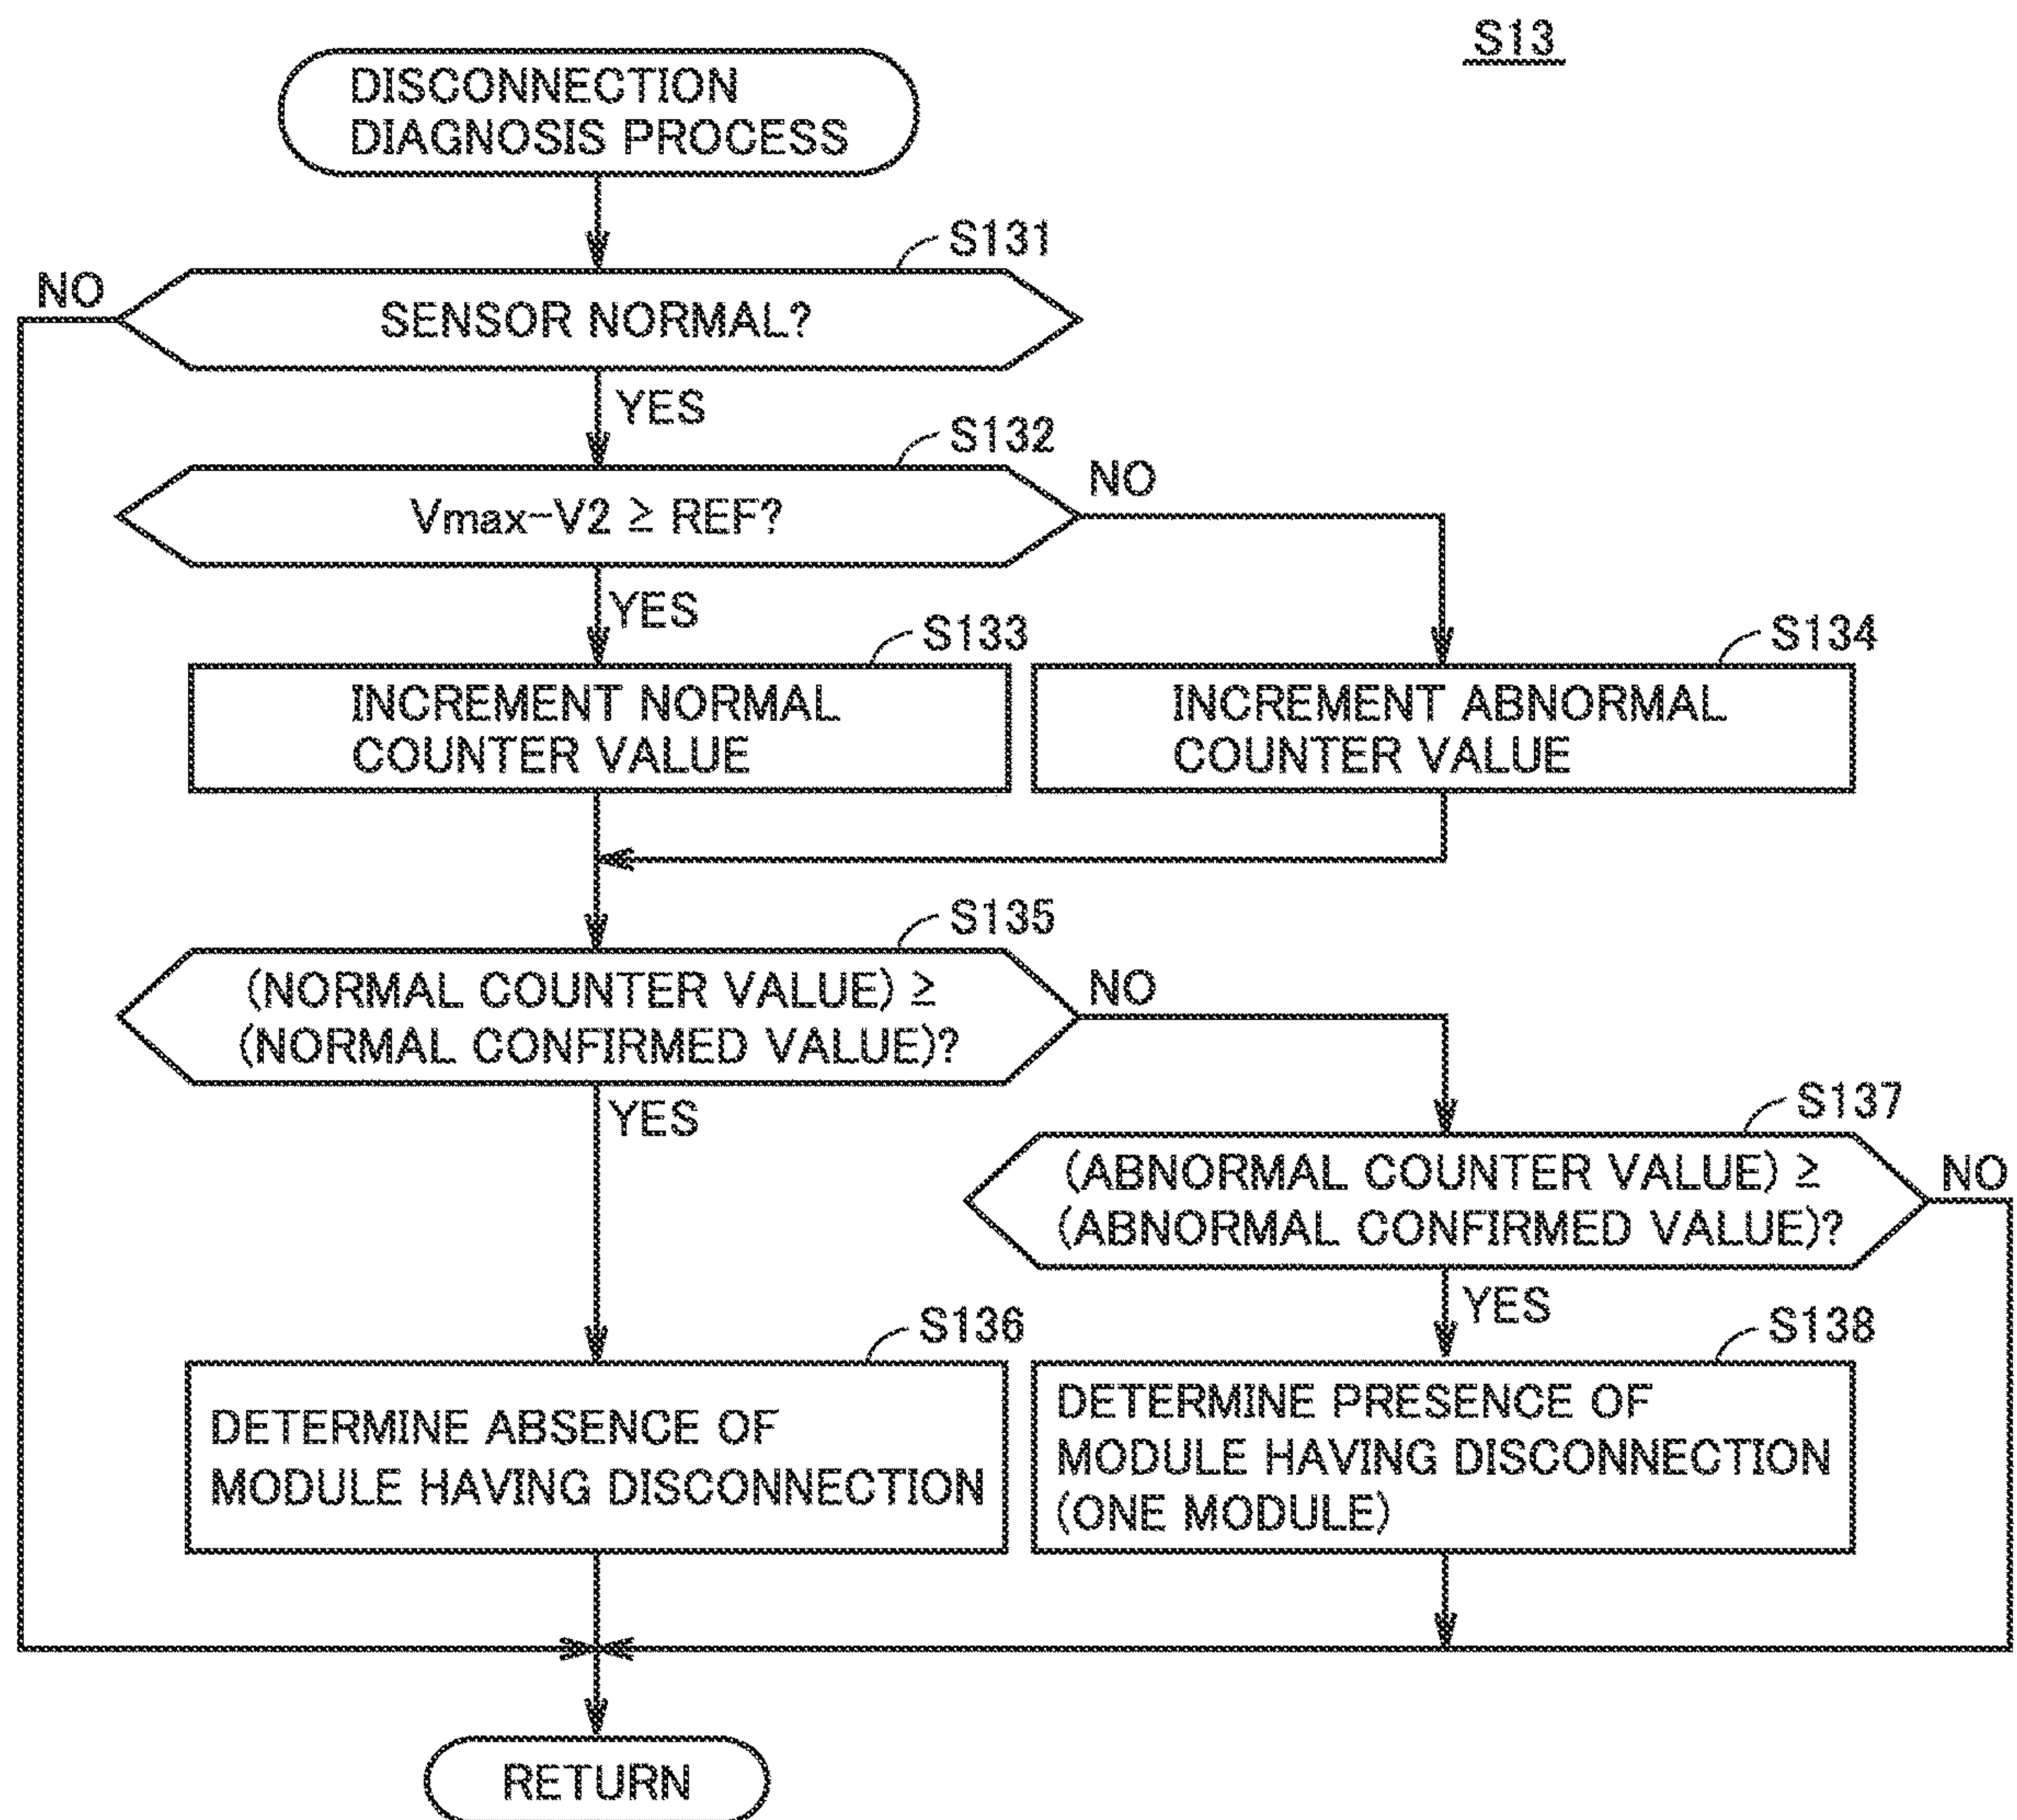 S13
DISCONNECTION
DIAGNOSIS PROCESS
S131
NO
SENSOR NORMAL?
YES
S132
NO
Vmax-V2 ≥ REF?
YES
S133
S134
INCREMENT NORMAL
COUNTER VALUE
INCREMENT ABNORMAL
COUNTER VALUE
S135
(NORMAL COUNTER VALUE) ≥
(NORMAL CONFIRMED VALUE)?
NO
YES
S137
(ABNORMAL COUNTER VALUE) ≥
(ABNORMAL CONFIRMED VALUE)?
NO
YES
S136
S138
DETERMINE ABSENCE OF
MODULE HAVING DISCONNECTION
DETERMINE PRESENCE OF
MODULE HAVING DISCONNECTION
(ONE MODULE)
RETURN